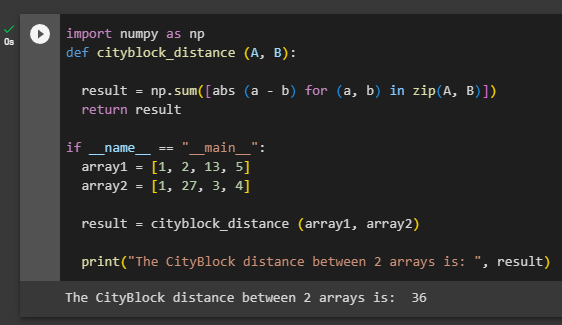 0s
import numpy as np
def cityblock_distance (A, B):
result = np.sum([abs (a - b) for (a, b) in zip(A, B)])
return result
if __name__ == "__main__":
array1 = [1, 2, 13, 5]
array2 = [1, 27, 3, 4]
result = cityblock_distance (array1, array2)
print("The CityBlock distance between 2 arrays is: ", result)
The CityBlock distance between 2 arrays is:  36